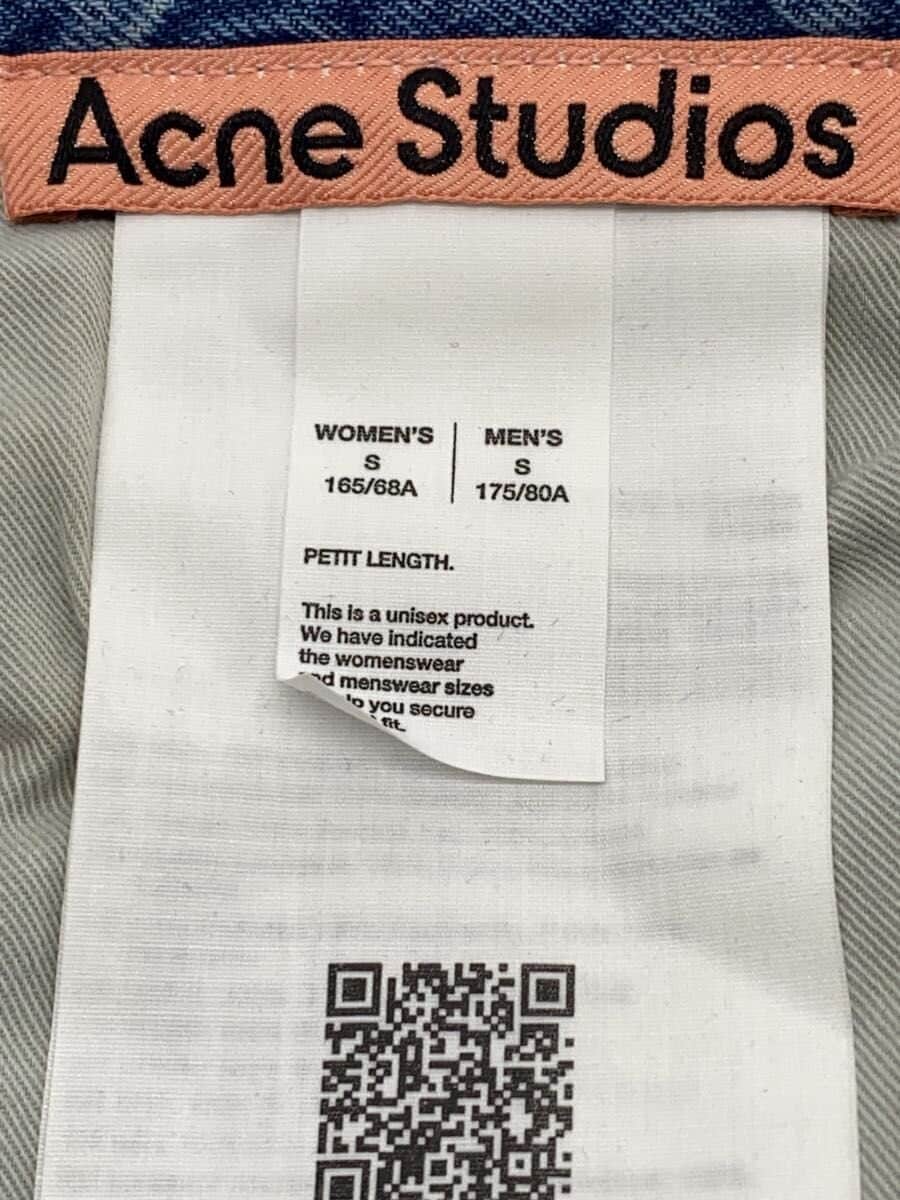 Acne Studios
WOMEN'S | MEN'S
S S
165/68A 175/80A
PETIT LENGTH.
This is a unisex product.
We have indicated
the womenswear
menswear sizes
you secure
fit.